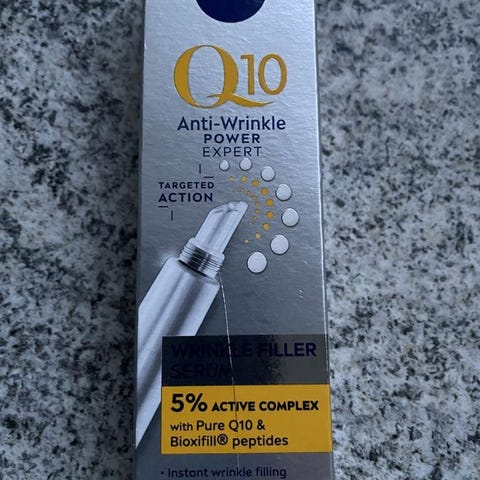 Q10
Anti-Wrinkle
POWER
EXPERT
TARGETED
ACTION
WRINKLE FILLER
SERUM
5% ACTIVE COMPLEX
with Pure Q10 &
Bioxifill® peptides
• Instant wrinkle filling